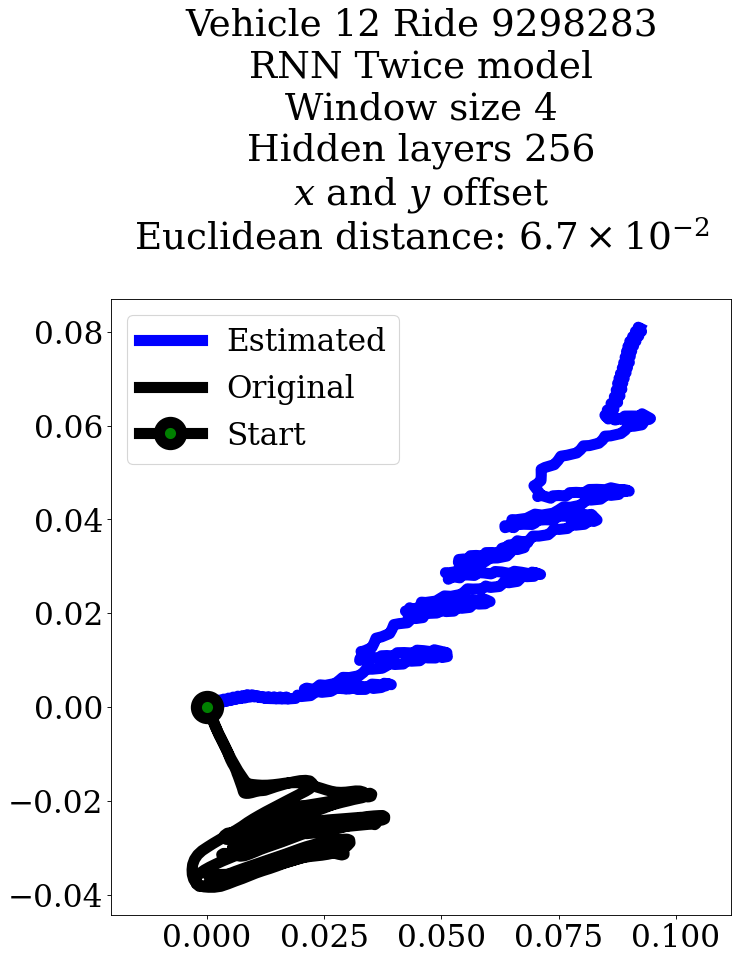 Vehicle 12 Ride 9298283
RNN Twice model
Window size 4
Hidden layers 256
x and y offset
Euclidean distance: 6.7 × 10⁻²
Estimated
Original
Start
0.08
0.06
0.04
0.02
0.00
−0.02
−0.04
0.000 0.025 0.050 0.075 0.100